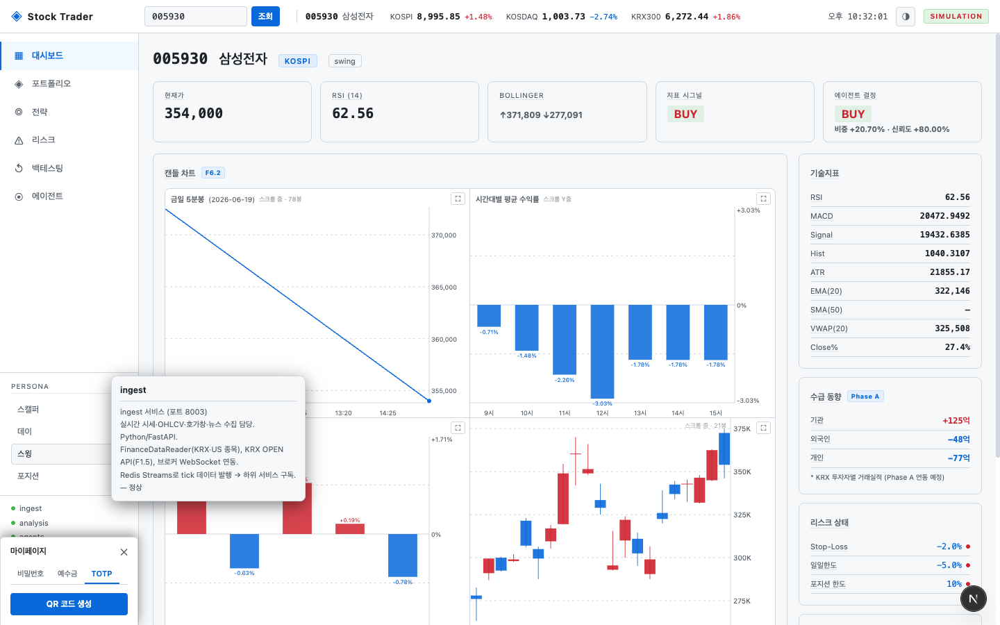 Stock Trader
005930
조회
005930 삼성전자
KOSPI 8,995.85 +1.48%
KOSDAQ 1,003.73 −2.74%
KRX300 6,272.44 +1.86%
오후 10:32:01
SIMULATION
대시보드
포트폴리오
전략
리스크
백테스팅
에이전트
005930 삼성전자 KOSPI swing
현재가
354,000
RSI (14)
62.56
BOLLINGER
↑371,809 ↓277,091
지표 시그널
BUY
에이전트 결정
BUY
비중 +20.70% · 신뢰도 +80.00%
캔들 차트 F6.2
금일 5분봉 (2026-06-19) 스크롤 줌 · 78봉
370,000
365,000
360,000
355,000
13:20
14:25
시간대별 평균 수익률 스크롤 Y줌
+3.03%
0%
-3.03%
-0.71%
-1.48%
-2.26%
-3.03%
-1.78%
-1.78%
-1.78%
9시
10시
11시
12시
13시
14시
15시
+1.71%
0%
-0.63%
+0.19%
-0.78%
스크롤 줌 · 21봉
375K
350K
325K
300K
275K
기술지표
RSI 62.56
MACD 20472.9492
Signal 19432.6385
Hist 1040.3107
ATR 21855.17
EMA(20) 322,146
SMA(50) —
VWAP(20) 325,508
Close% 27.4%
수급 동향 Phase A
기관 +125억
외국인 −48억
개인 −77억
* KRX 투자자별 거래실적 (Phase A 연동 예정)
리스크 상태
Stop-Loss −2.0%
일일한도 −5.0%
포지션 한도 10%
N
PERSONA
스캘퍼
데이
스윙
포지션
ingest
analysis
ingest
ingest 서비스 (포트 8003)
실시간 시세·OHLCV·호가창·뉴스 수집 담당.
Python/FastAPI.
FinanceDataReader(KRX·US 종목), KRX OPEN
API(F1.5), 브로커 WebSocket 연동.
Redis Streams로 tick 데이터 발행 → 하위 서비스 구독.
— 정상
마이페이지
비밀번호
예수금
TOTP
QR 코드 생성